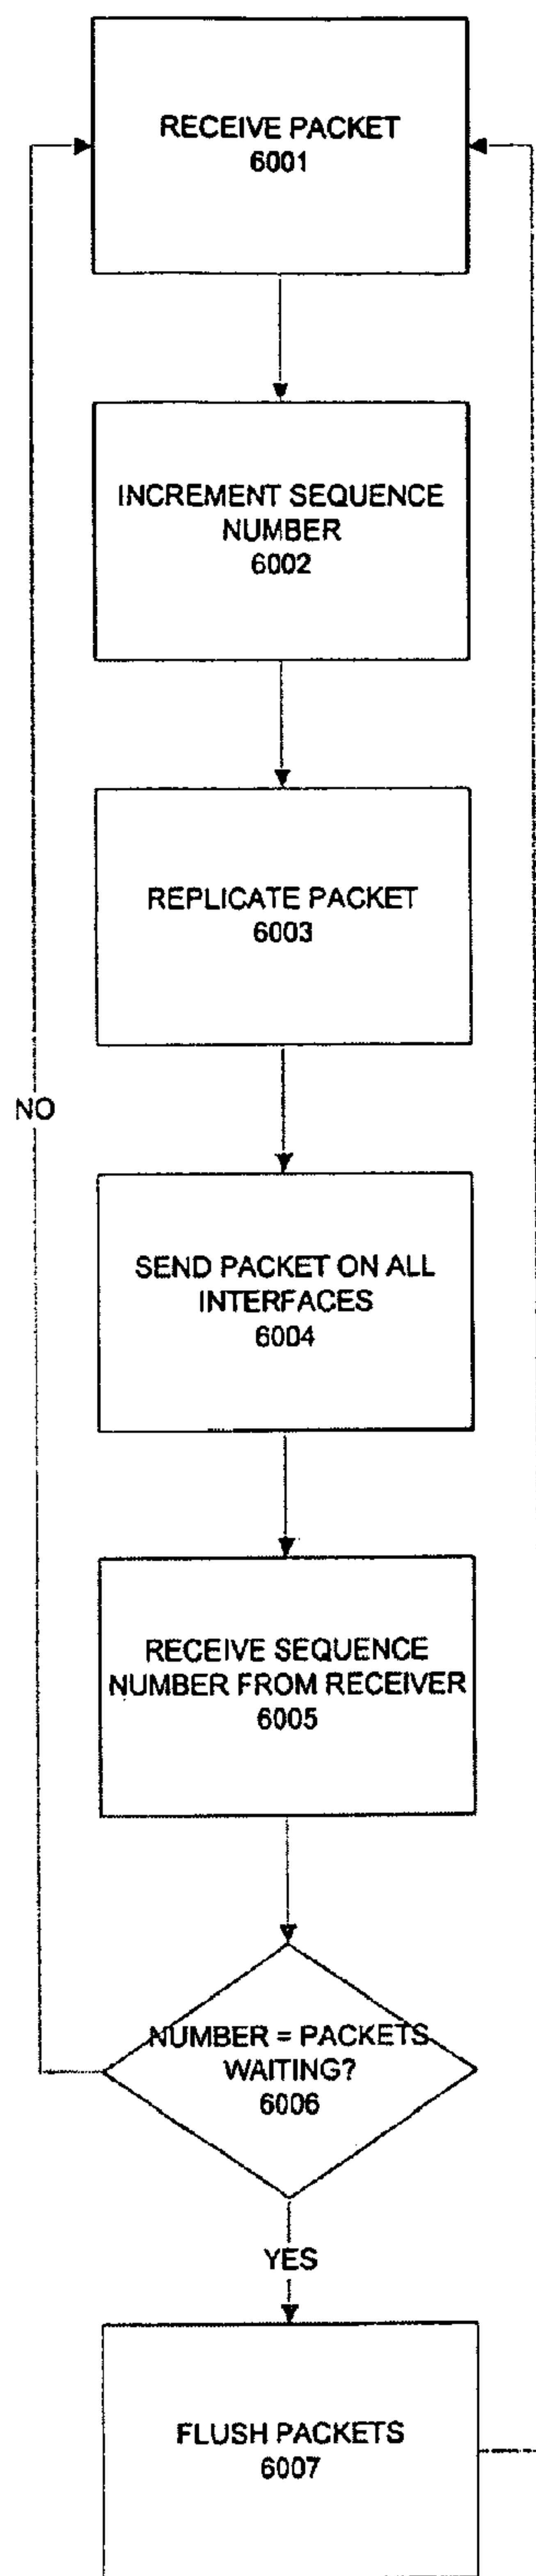 RECEIVE PACKET
6001
INCREMENT SEQUENCE
NUMBER
6002
REPLICATE PACKET
6003
NO
SEND PACKET ON ALL
INTERFACES
6004
RECEIVE SEQUENCE
NUMBER FROM RECEIVER
6005
NUMBER = PACKETS
WAITING?
6006
YES
FLUSH PACKETS
6007